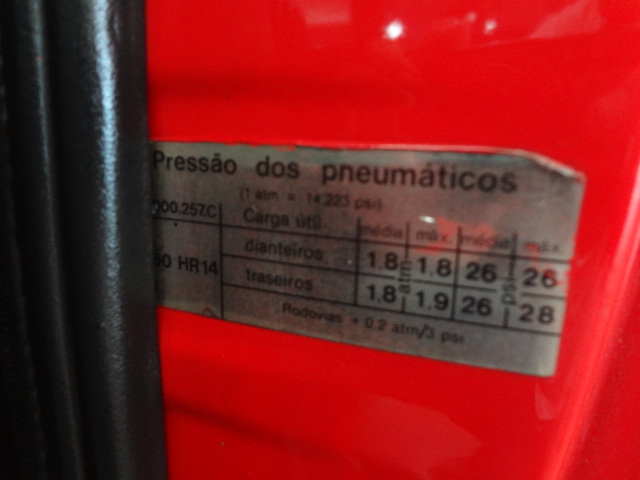 Pressão dos pneumáticos
(1 atm = 14.223 psi)
000.257.C Carga útil média máx. média máx.
60 HR14 dianteiros 1.8 atm 1.8 26 psi 26
traseiros 1.8 1.9 26 28
Rodovias + 0.2 atm/3 psi